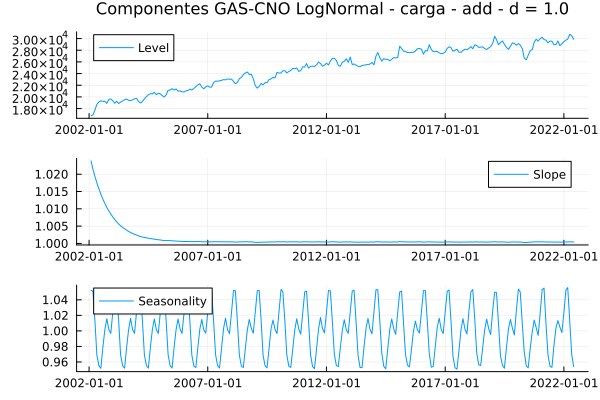 Componentes GAS-CNO LogNormal - carga - add - d = 1.0
3.00×10⁴
2.80×10⁴
2.60×10⁴
2.40×10⁴
2.20×10⁴
2.00×10⁴
1.80×10⁴
Level
2002-01-01 2007-01-01 2012-01-01 2017-01-01 2022-01-01
1.020
1.015
1.010
1.005
1.000
Slope
2002-01-01 2007-01-01 2012-01-01 2017-01-01 2022-01-01
1.04
1.02
1.00
0.98
0.96
Seasonality
2002-01-01 2007-01-01 2012-01-01 2017-01-01 2022-01-01